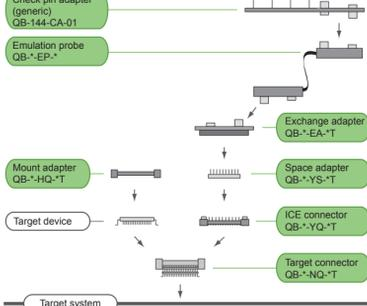 Check pin adapter
(generic)
QB-144-CA-01
Emulation probe
QB-*-EP-*
Exchange adapter
QB-*-EA-*T
Mount adapter
QB-*-HQ-*T
Space adapter
QB-*-YS-*T
Target device
ICE connector
QB-*-YQ-*T
Target connector
QB-*-NQ-*T
Target system